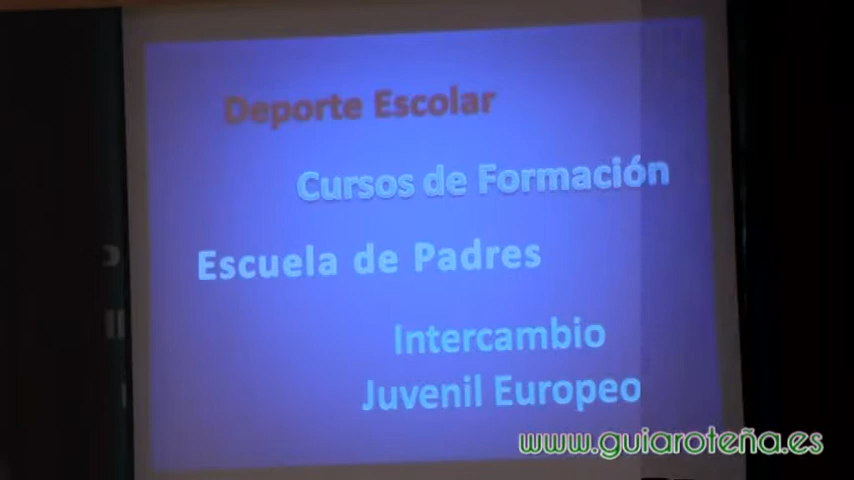 Deporte Escolar
Cursos de Formación
Escuela de Padres
Intercambio
Juvenil Europeo
www.guiaroteña.es